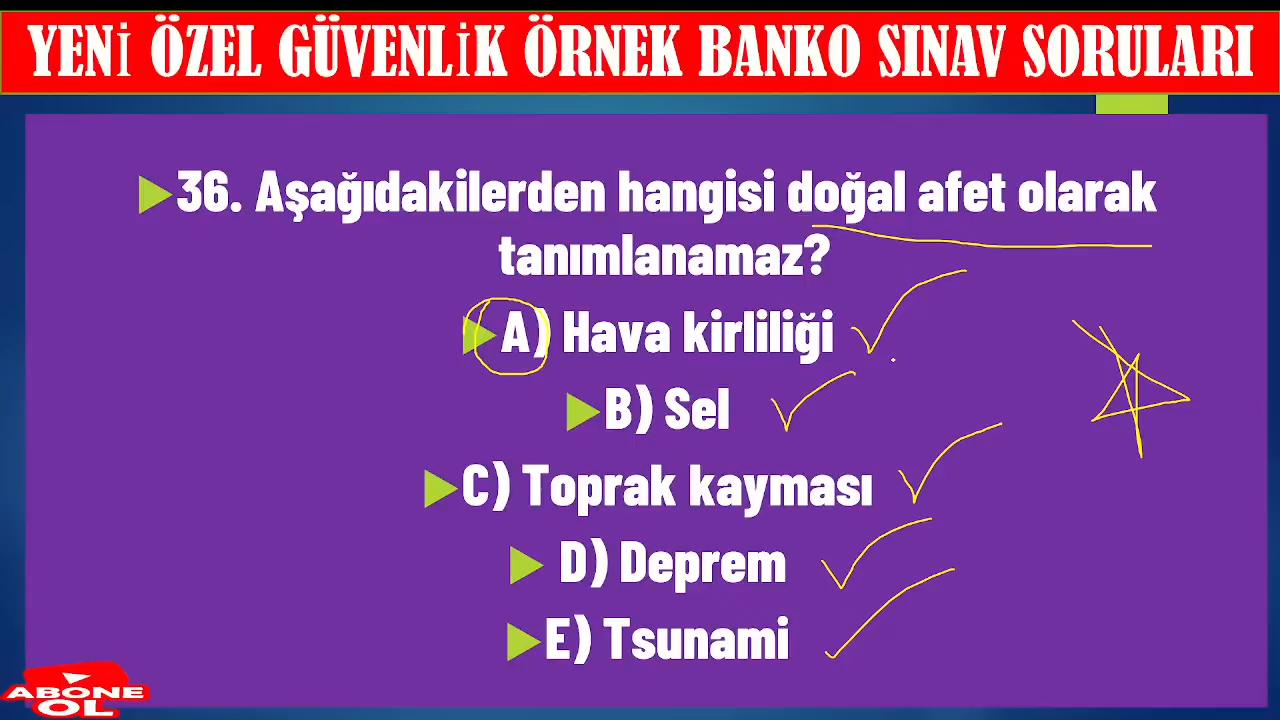 YENİ ÖZEL GÜVENLİK ÖRNEK BANKO SINAV SORULARI
36. Aşağıdakilerden hangisi doğal afet olarak
tanımlanamaz?
A) Hava kirliliği
B) Sel
C) Toprak kayması
D) Deprem
E) Tsunami
ABONE
OL